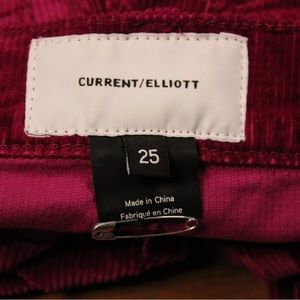 CURRENT/ELLIOTT
25
Made in China
Fabriqué en Chine